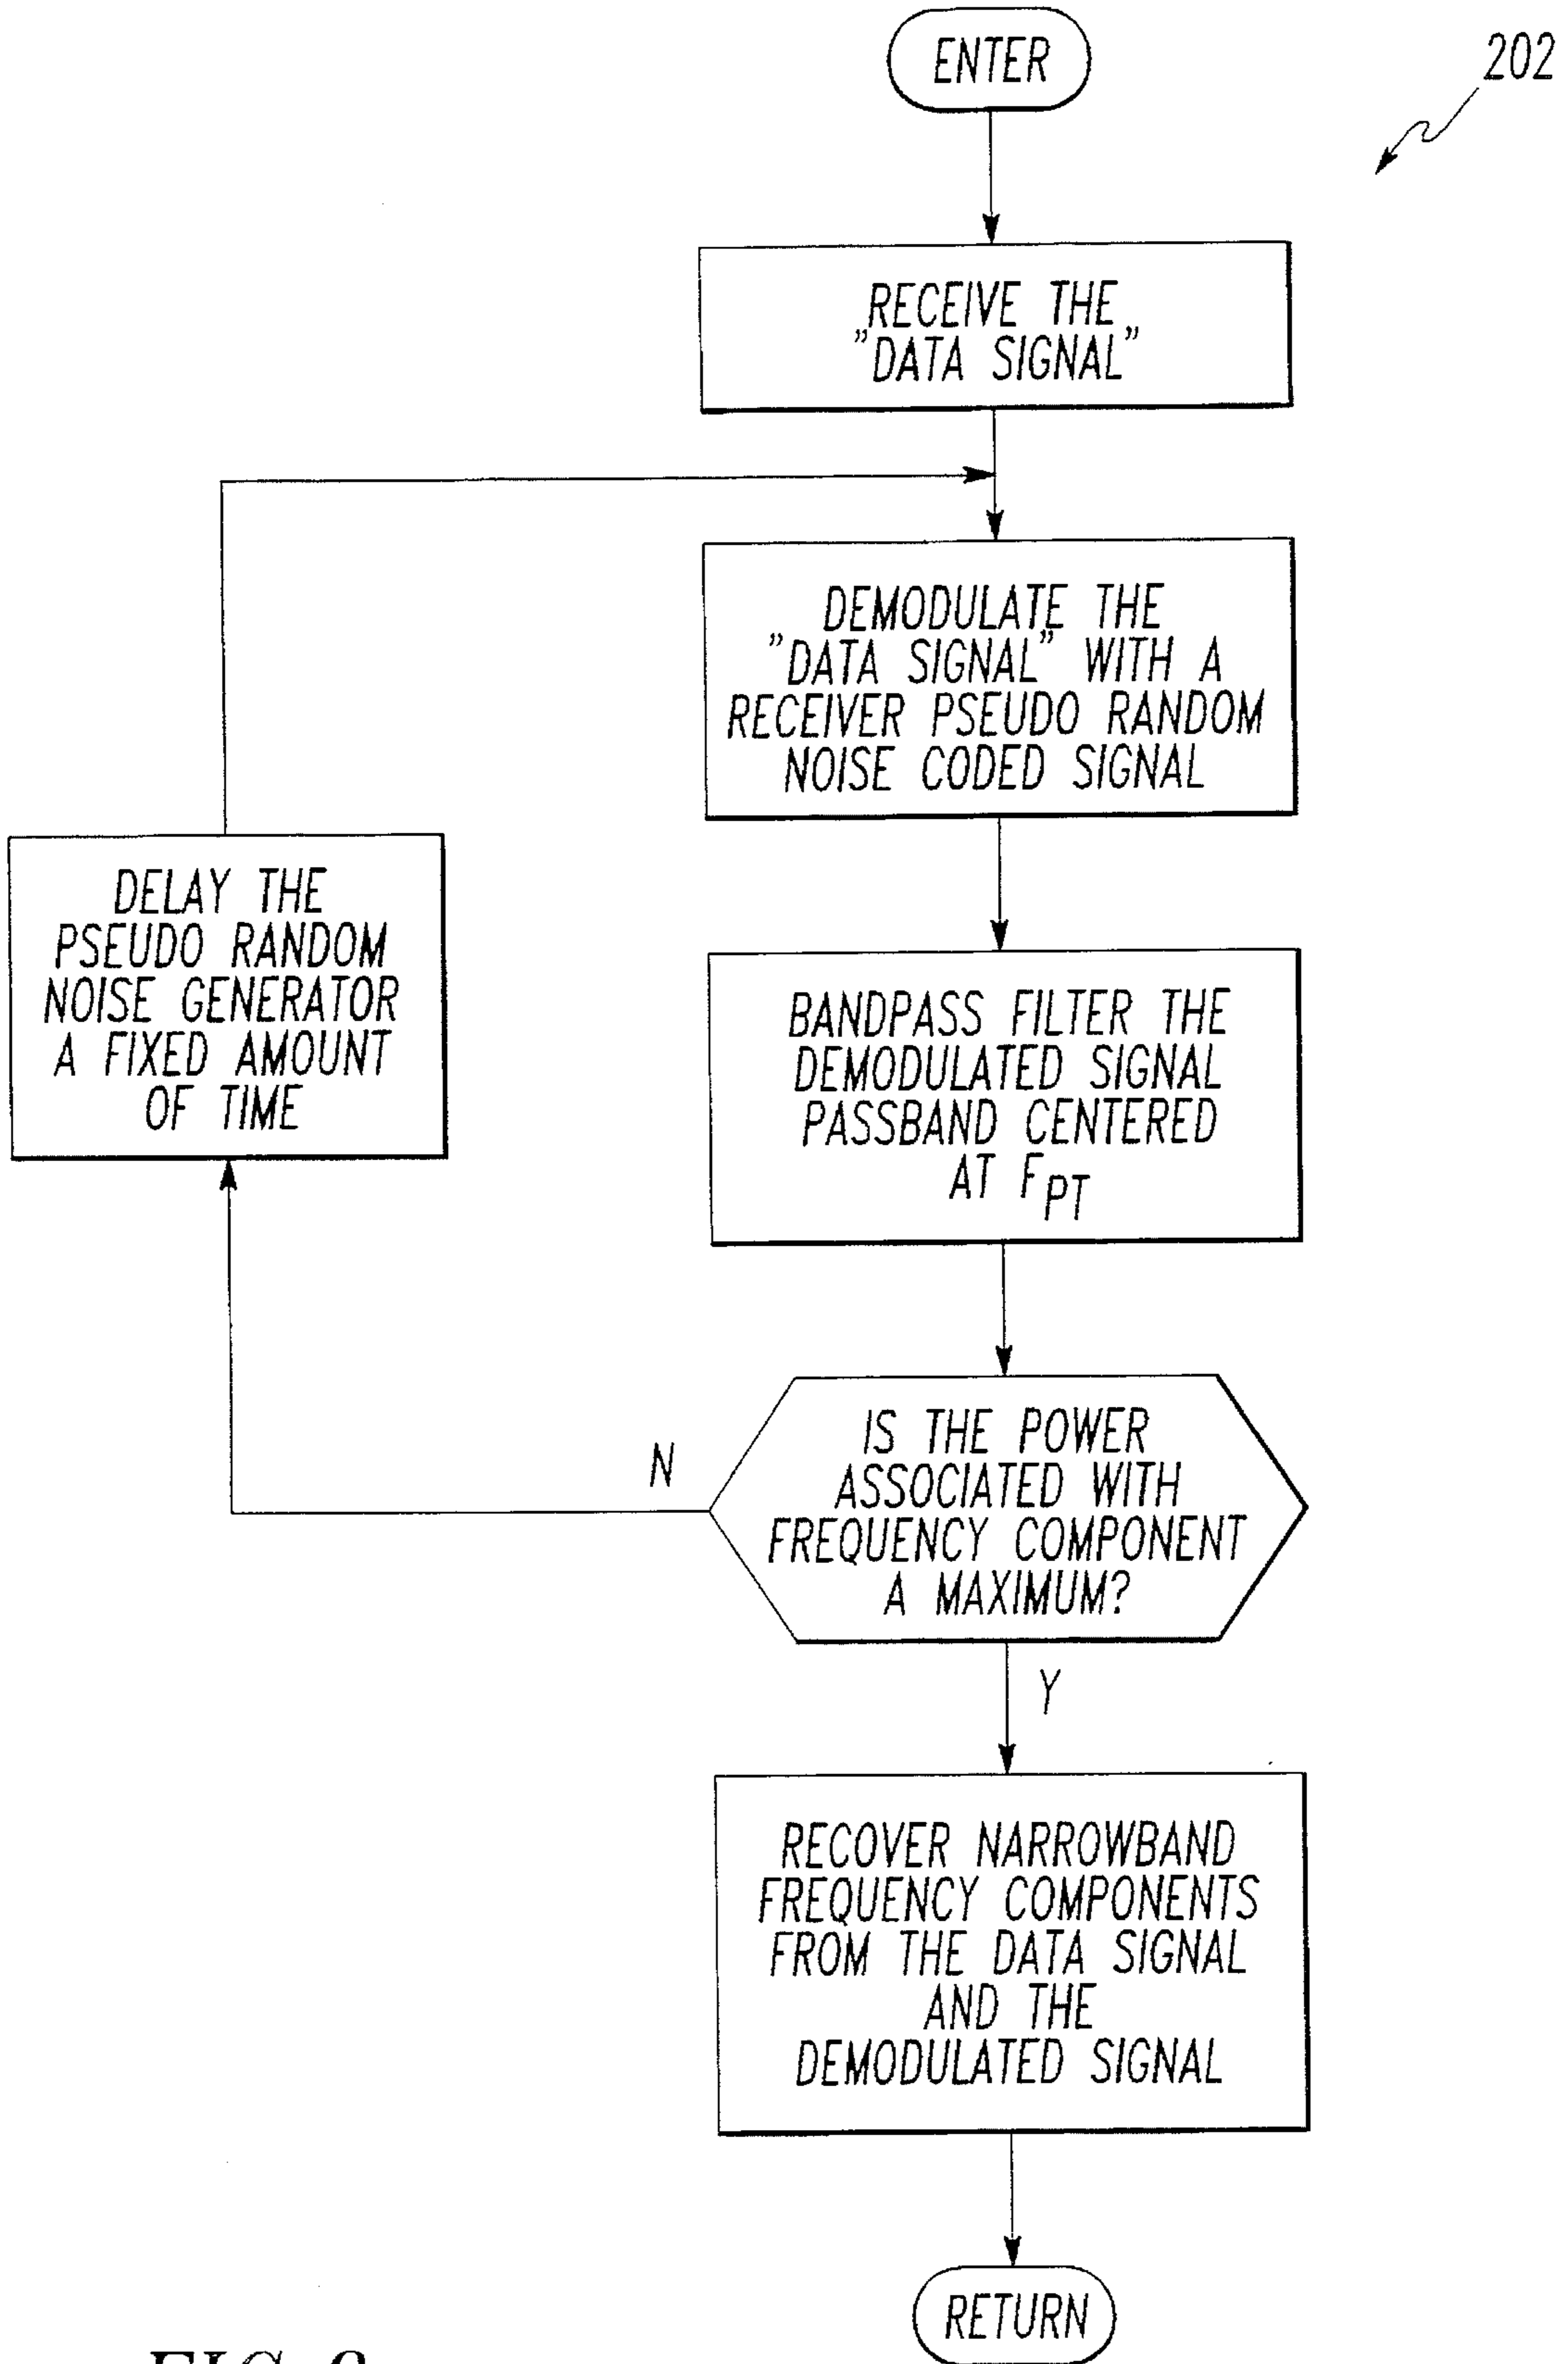 ENTER
202
RECEIVE THE
"DATA SIGNAL"
DEMODULATE THE
"DATA SIGNAL" WITH A
RECEIVER PSEUDO RANDOM
NOISE CODED SIGNAL
DELAY THE
PSEUDO RANDOM
NOISE GENERATOR
A FIXED AMOUNT
OF TIME
BANDPASS FILTER THE
DEMODULATED SIGNAL
PASSBAND CENTERED
AT FPT
IS THE POWER
ASSOCIATED WITH
FREQUENCY COMPONENT
A MAXIMUM?
N
Y
RECOVER NARROWBAND
FREQUENCY COMPONENTS
FROM THE DATA SIGNAL
AND THE
DEMODULATED SIGNAL
RETURN